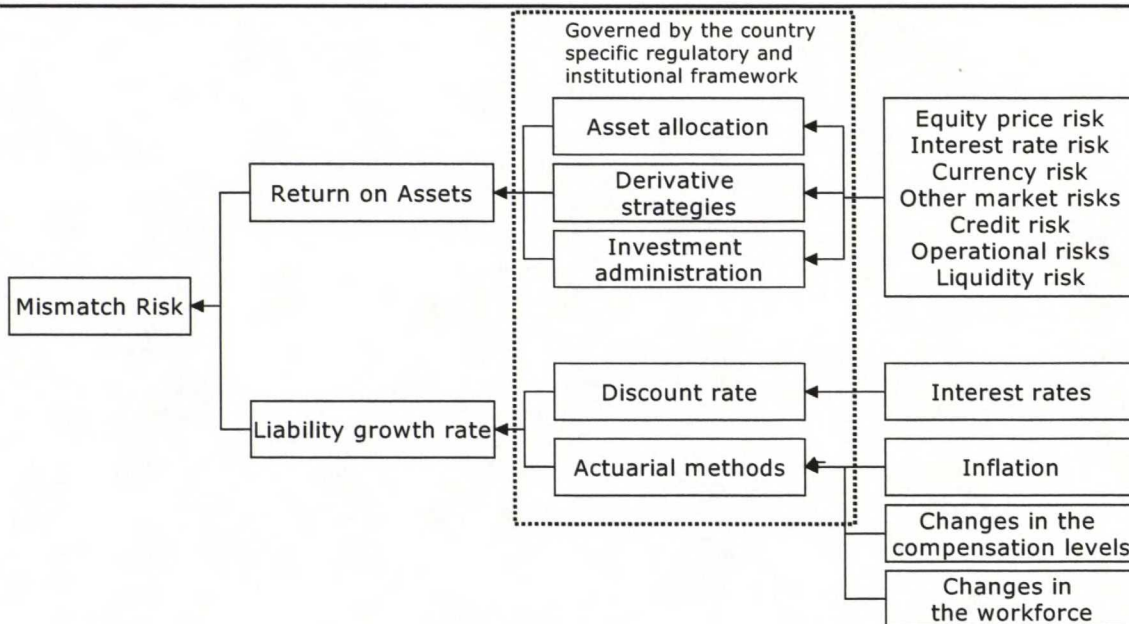 Governed by the country
specific regulatory and
institutional framework
Asset allocation
Derivative
strategies
Investment
administration
Return on Assets
Mismatch Risk
Equity price risk
Interest rate risk
Currency risk
Other market risks
Credit risk
Operational risks
Liquidity risk
Liability growth rate
Discount rate
Actuarial methods
Interest rates
Inflation
Changes in the
compensation levels
Changes in
the workforce